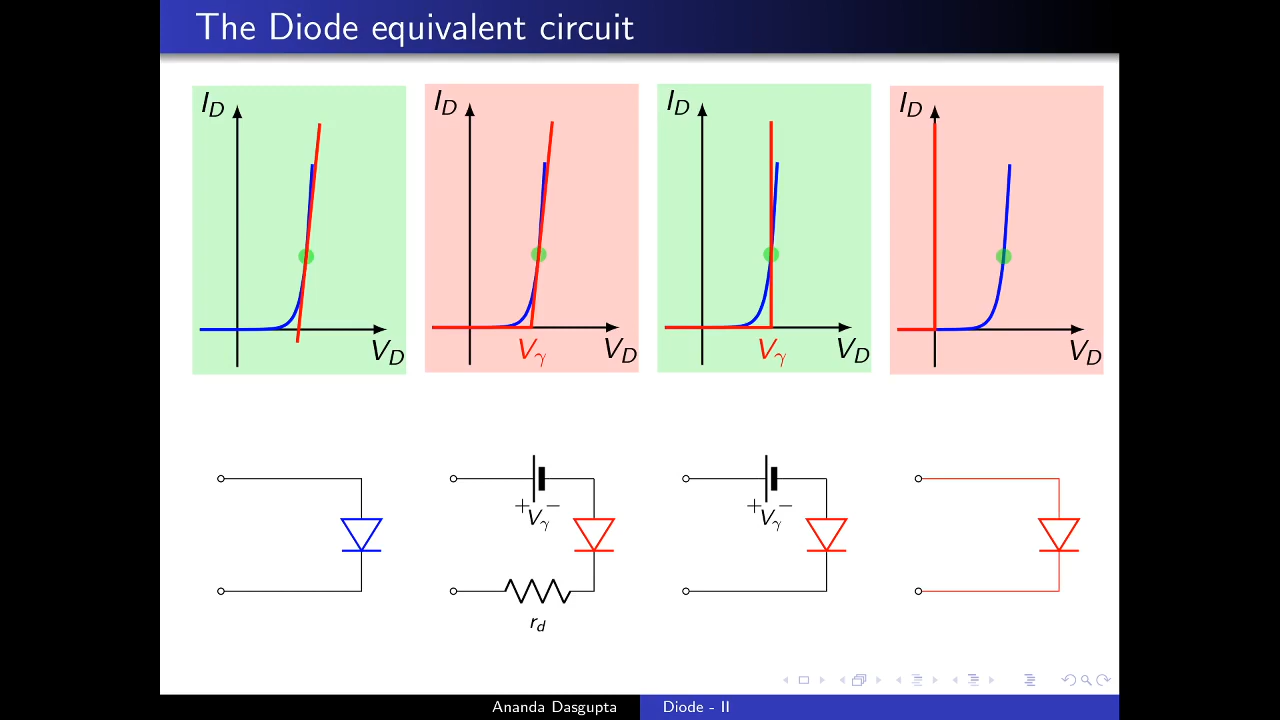 The Diode equivalent circuit
I_D I_D I_D I_D
V_D V_γ V_D V_γ V_D V_D
+ − + −
V_γ V_γ
r_d
Ananda Dasgupta Diode - II